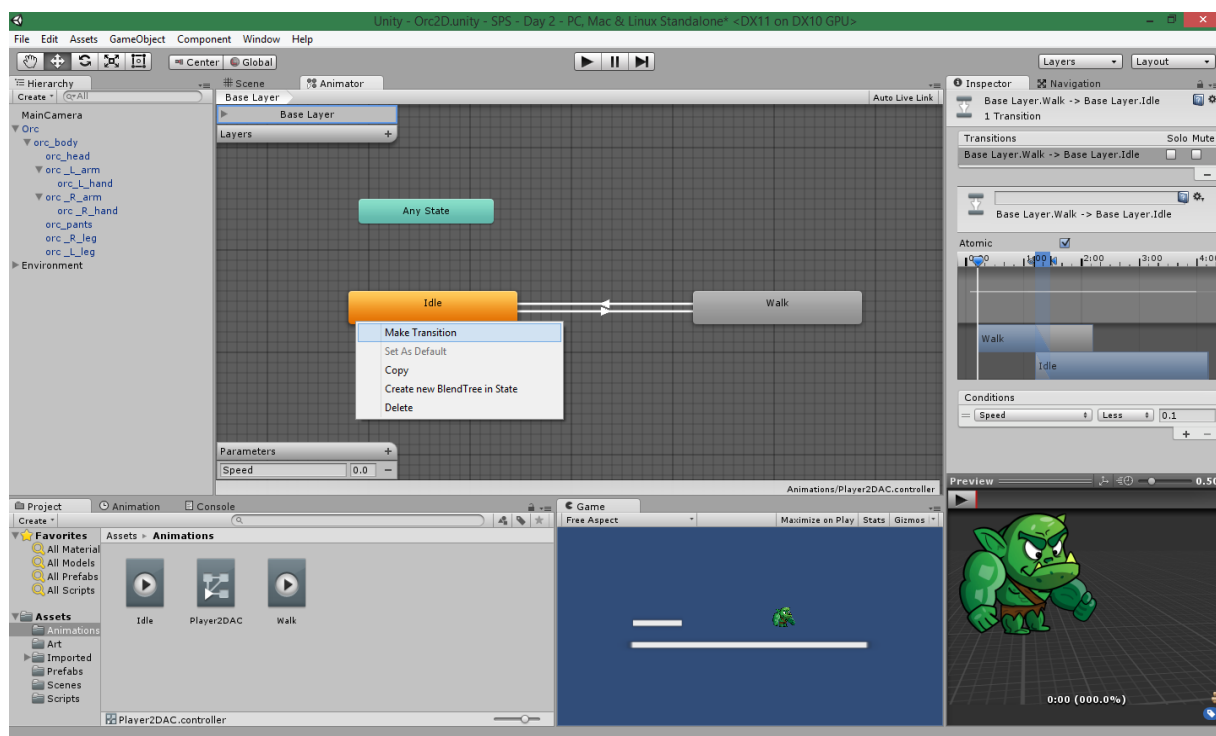 Unity - Orc2D.unity - SPS - Day 2 - PC, Mac & Linux Standalone* <DX11 on DX10 GPU>
File Edit Assets GameObject Component Window Help
Center Global Layers Layout
Hierarchy
Create All
MainCamera
Orc
orc_body
orc_head
orc _L_arm
orc_L_hand
orc _R_arm
orc _R_hand
orc_pants
orc _R_leg
orc _L_leg
Environment
Scene Animator
Base Layer Auto Live Link
Base Layer
Layers
Any State
Idle
Walk
Make Transition
Set As Default
Copy
Create new BlendTree in State
Delete
Parameters
Speed 0.0
Animations/Player2DAC.controller
Inspector Navigation
Base Layer.Walk -> Base Layer.Idle
1 Transition
Transitions Solo Mute
Base Layer.Walk -> Base Layer.Idle
Base Layer.Walk -> Base Layer.Idle
Atomic
2:00 3:00
Walk
Idle
Conditions
Speed Less 0.1
Preview 0.50
0:00 (000.0%)
Project Animation Console
Create
Favorites
All Material
All Models
All Prefabs
All Scripts
Assets
Animations
Art
Imported
Prefabs
Scenes
Scripts
Assets Animations
Idle Player2DAC Walk
Player2DAC.controller
Game
Free Aspect Maximize on Play Stats Gizmos